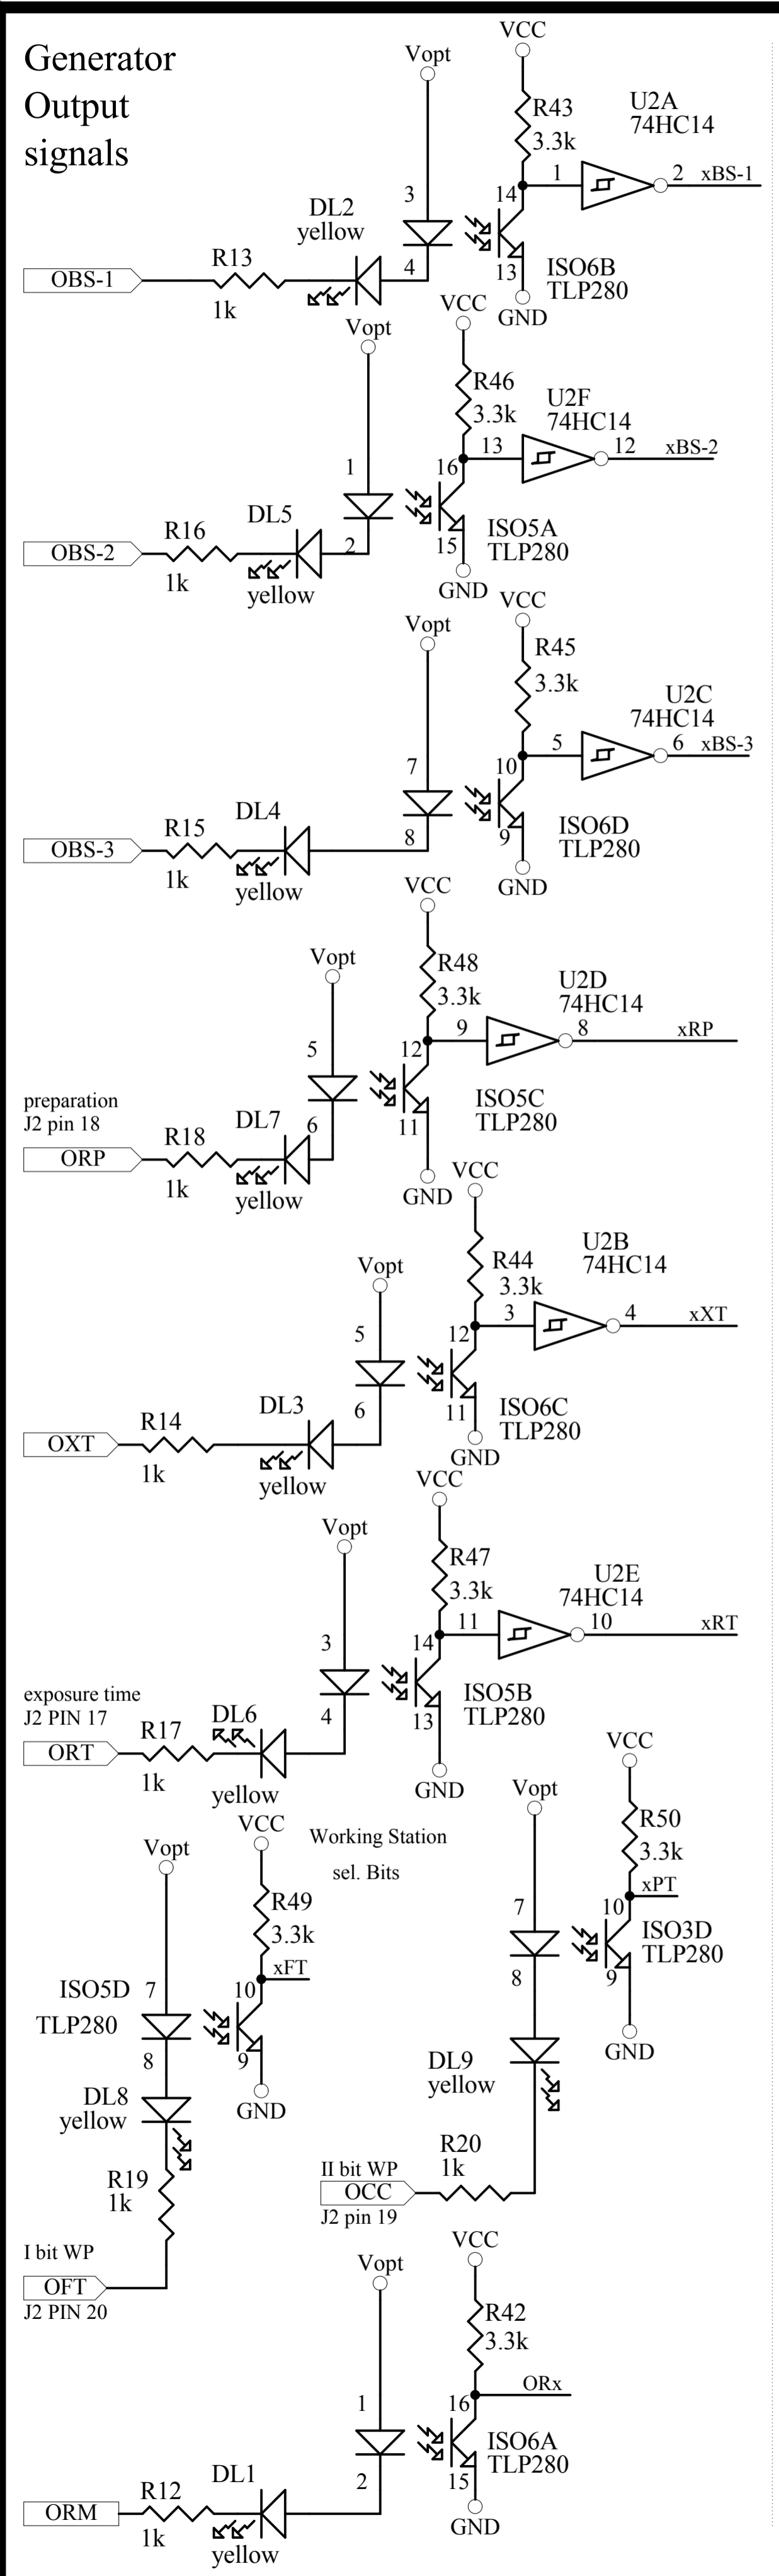 Generator
Output
signals
VCC
Vopt
R43
3.3k
U2A
74HC14
1
2
xBS-1
3
14
DL2
yellow
4
13
ISO6B
TLP280
R13
OBS-1
1k
GND
VCC
Vopt
R46
3.3k
U2F
74HC14
13
12
xBS-2
1
16
DL5
R16
ISO5A
TLP280
OBS-2
2
15
1k
yellow
GND
VCC
Vopt
R45
3.3k
U2C
74HC14
5
6
xBS-3
7
10
DL4
R15
ISO6D
TLP280
OBS-3
8
9
1k
yellow
GND
VCC
Vopt
R48
3.3k
U2D
74HC14
9
8
xRP
5
12
preparation
J2 pin 18
DL7
6
11
ISO5C
TLP280
R18
ORP
1k
yellow
GND
VCC
Vopt
R44
3.3k
U2B
74HC14
3
4
xXT
5
12
DL3
6
11
ISO6C
TLP280
R14
OXT
1k
yellow
GND
VCC
Vopt
R47
3.3k
U2E
74HC14
11
10
xRT
3
14
exposure time
J2 PIN 17
DL6
4
13
ISO5B
TLP280
R17
ORT
1k
yellow
GND
Working Station
sel. Bits
VCC
Vopt
R50
3.3k
xPT
7
10
ISO3D
TLP280
8
9
GND
DL9
yellow
R20
1k
II bit WP
OCC
J2 pin 19
VCC
Vopt
R49
3.3k
xFT
ISO5D
TLP280
7
10
8
9
GND
DL8
yellow
R19
1k
I bit WP
OFT
J2 PIN 20
VCC
Vopt
R42
3.3k
ORx
1
16
ISO6A
TLP280
2
15
DL1
R12
ORM
1k
yellow
GND